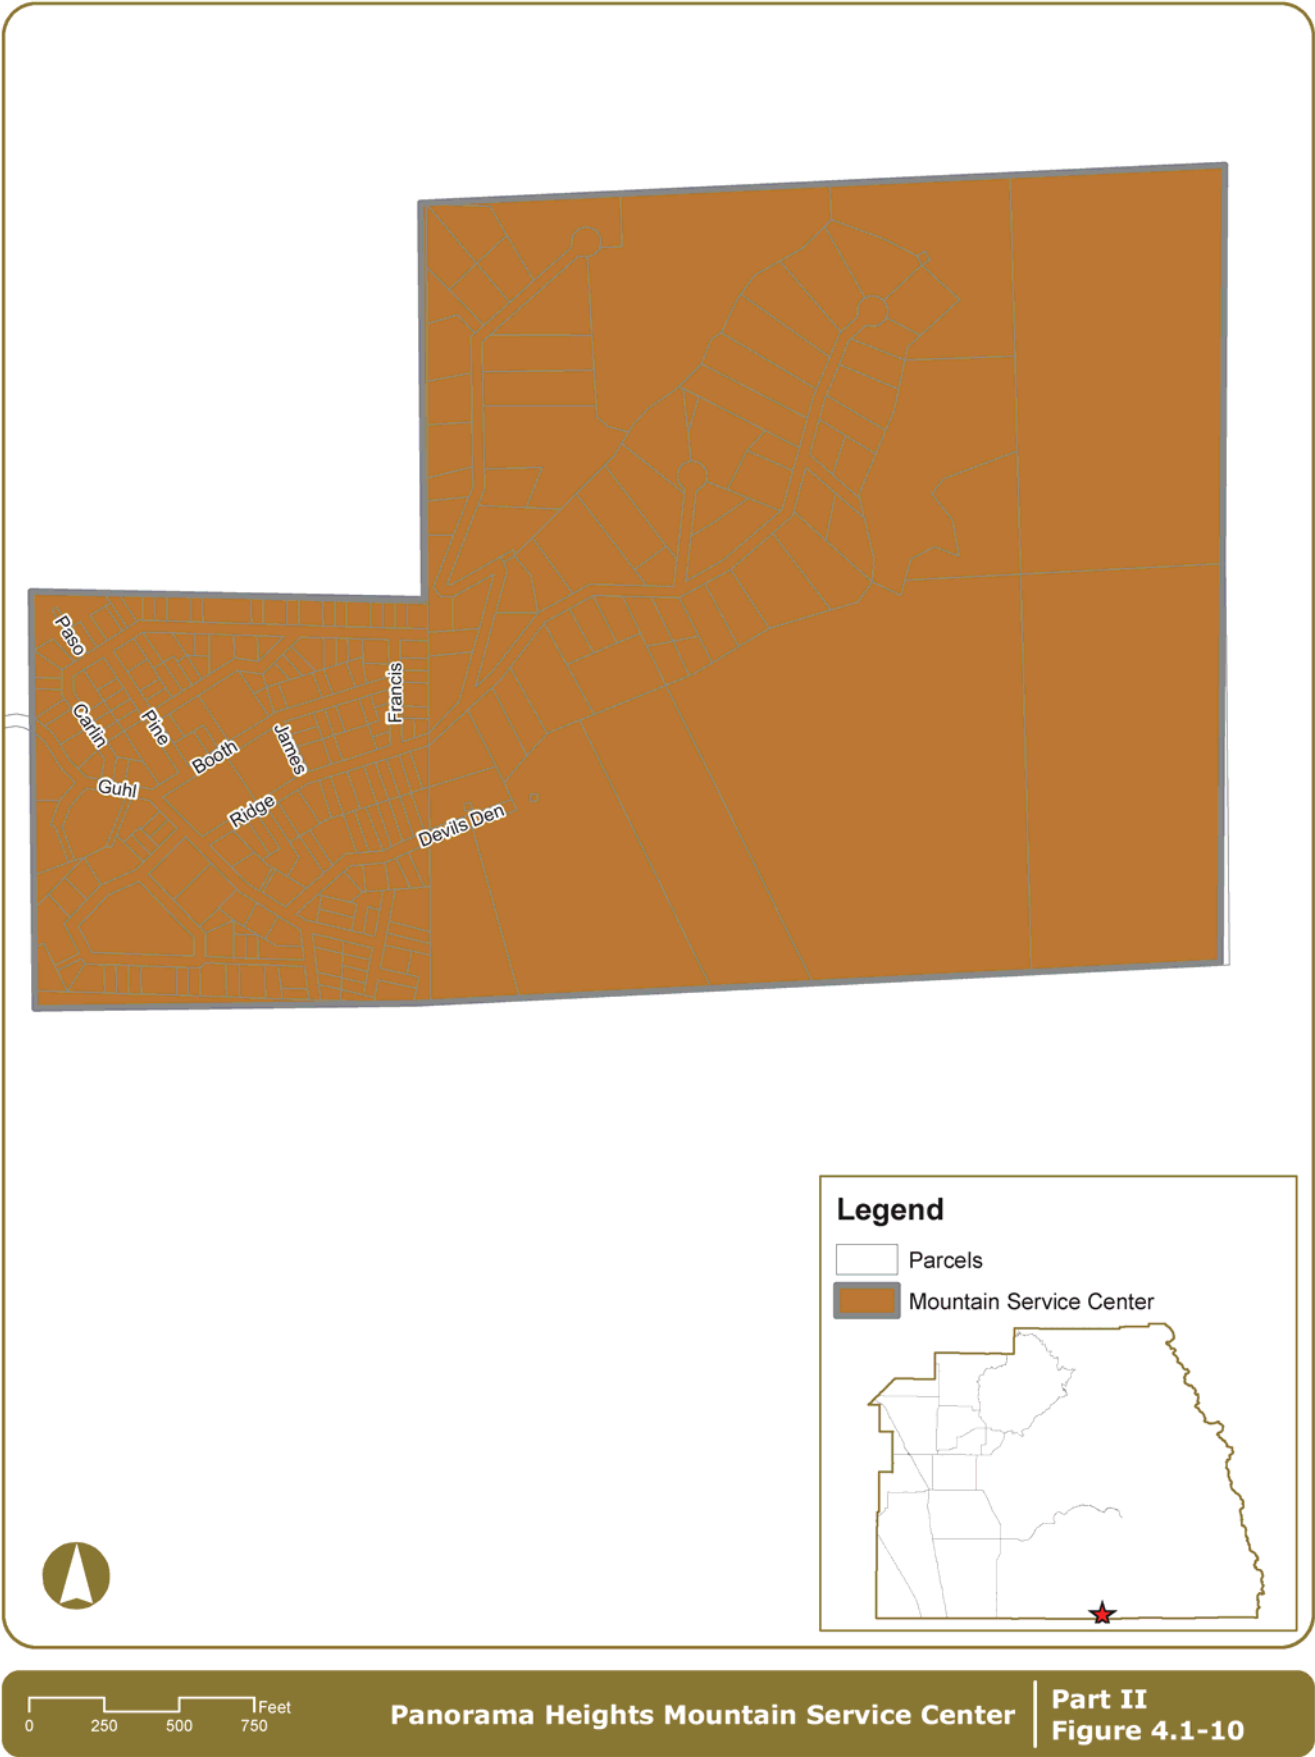 Paso
Carlin
Pine
Francis
Booth
James
Guhl
Ridge
Devils Den
Legend
Parcels
Mountain Service Center
Feet
0 250 500 750
Panorama Heights Mountain Service Center
Part II
Figure 4.1-10